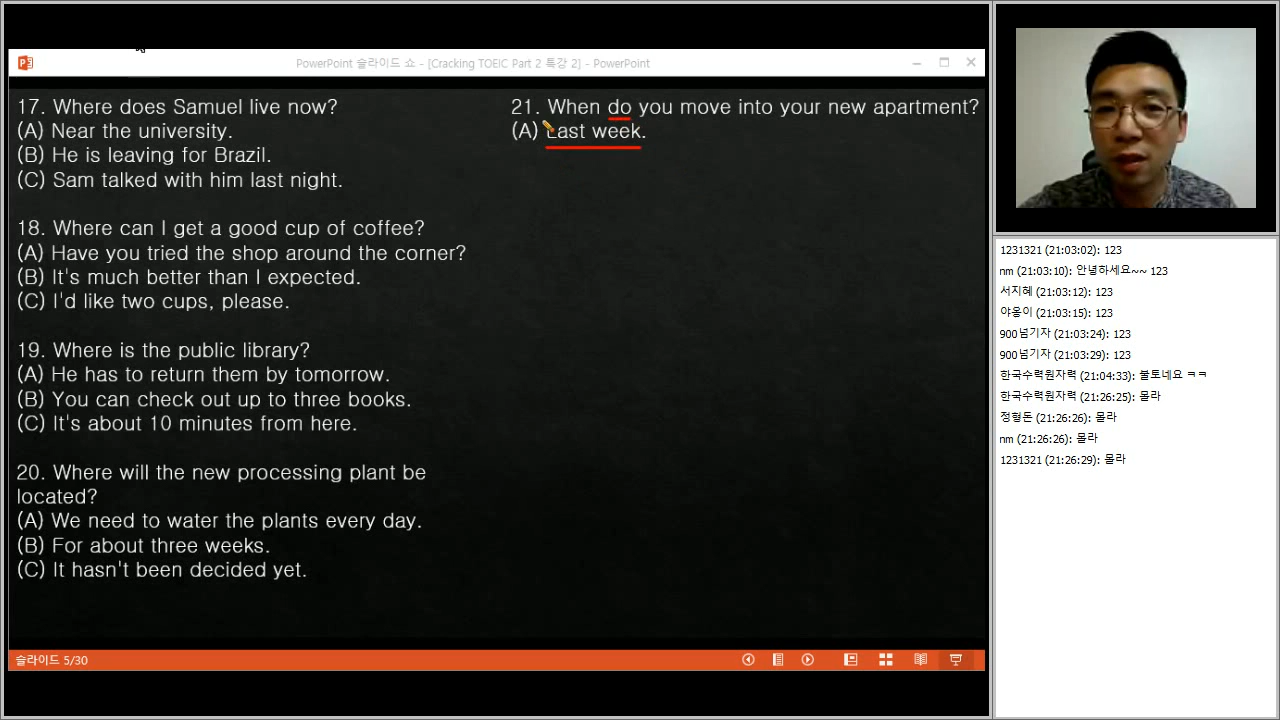 PowerPoint 슬라이드 쇼 - [Cracking TOEIC Part 2 특강 2] - PowerPoint
17. Where does Samuel live now?
(A) Near the university.
(B) He is leaving for Brazil.
(C) Sam talked with him last night.
18. Where can I get a good cup of coffee?
(A) Have you tried the shop around the corner?
(B) It's much better than I expected.
(C) I'd like two cups, please.
19. Where is the public library?
(A) He has to return them by tomorrow.
(B) You can check out up to three books.
(C) It's about 10 minutes from here.
20. Where will the new processing plant be
located?
(A) We need to water the plants every day.
(B) For about three weeks.
(C) It hasn't been decided yet.
21. When do you move into your new apartment?
(A) Last week.
슬라이드 5/30
1231321 (21:03:02): 123
nm (21:03:10): 안녕하세요~~ 123
서지혜 (21:03:12): 123
야옹이 (21:03:15): 123
900넘기자 (21:03:24): 123
900넘기자 (21:03:29): 123
한국수력원자력 (21:04:33): 불토네요 ㅋㅋ
한국수력원자력 (21:26:25): 몰라
정형돈 (21:26:26): 몰라
nm (21:26:26): 몰라
1231321 (21:26:29): 몰라